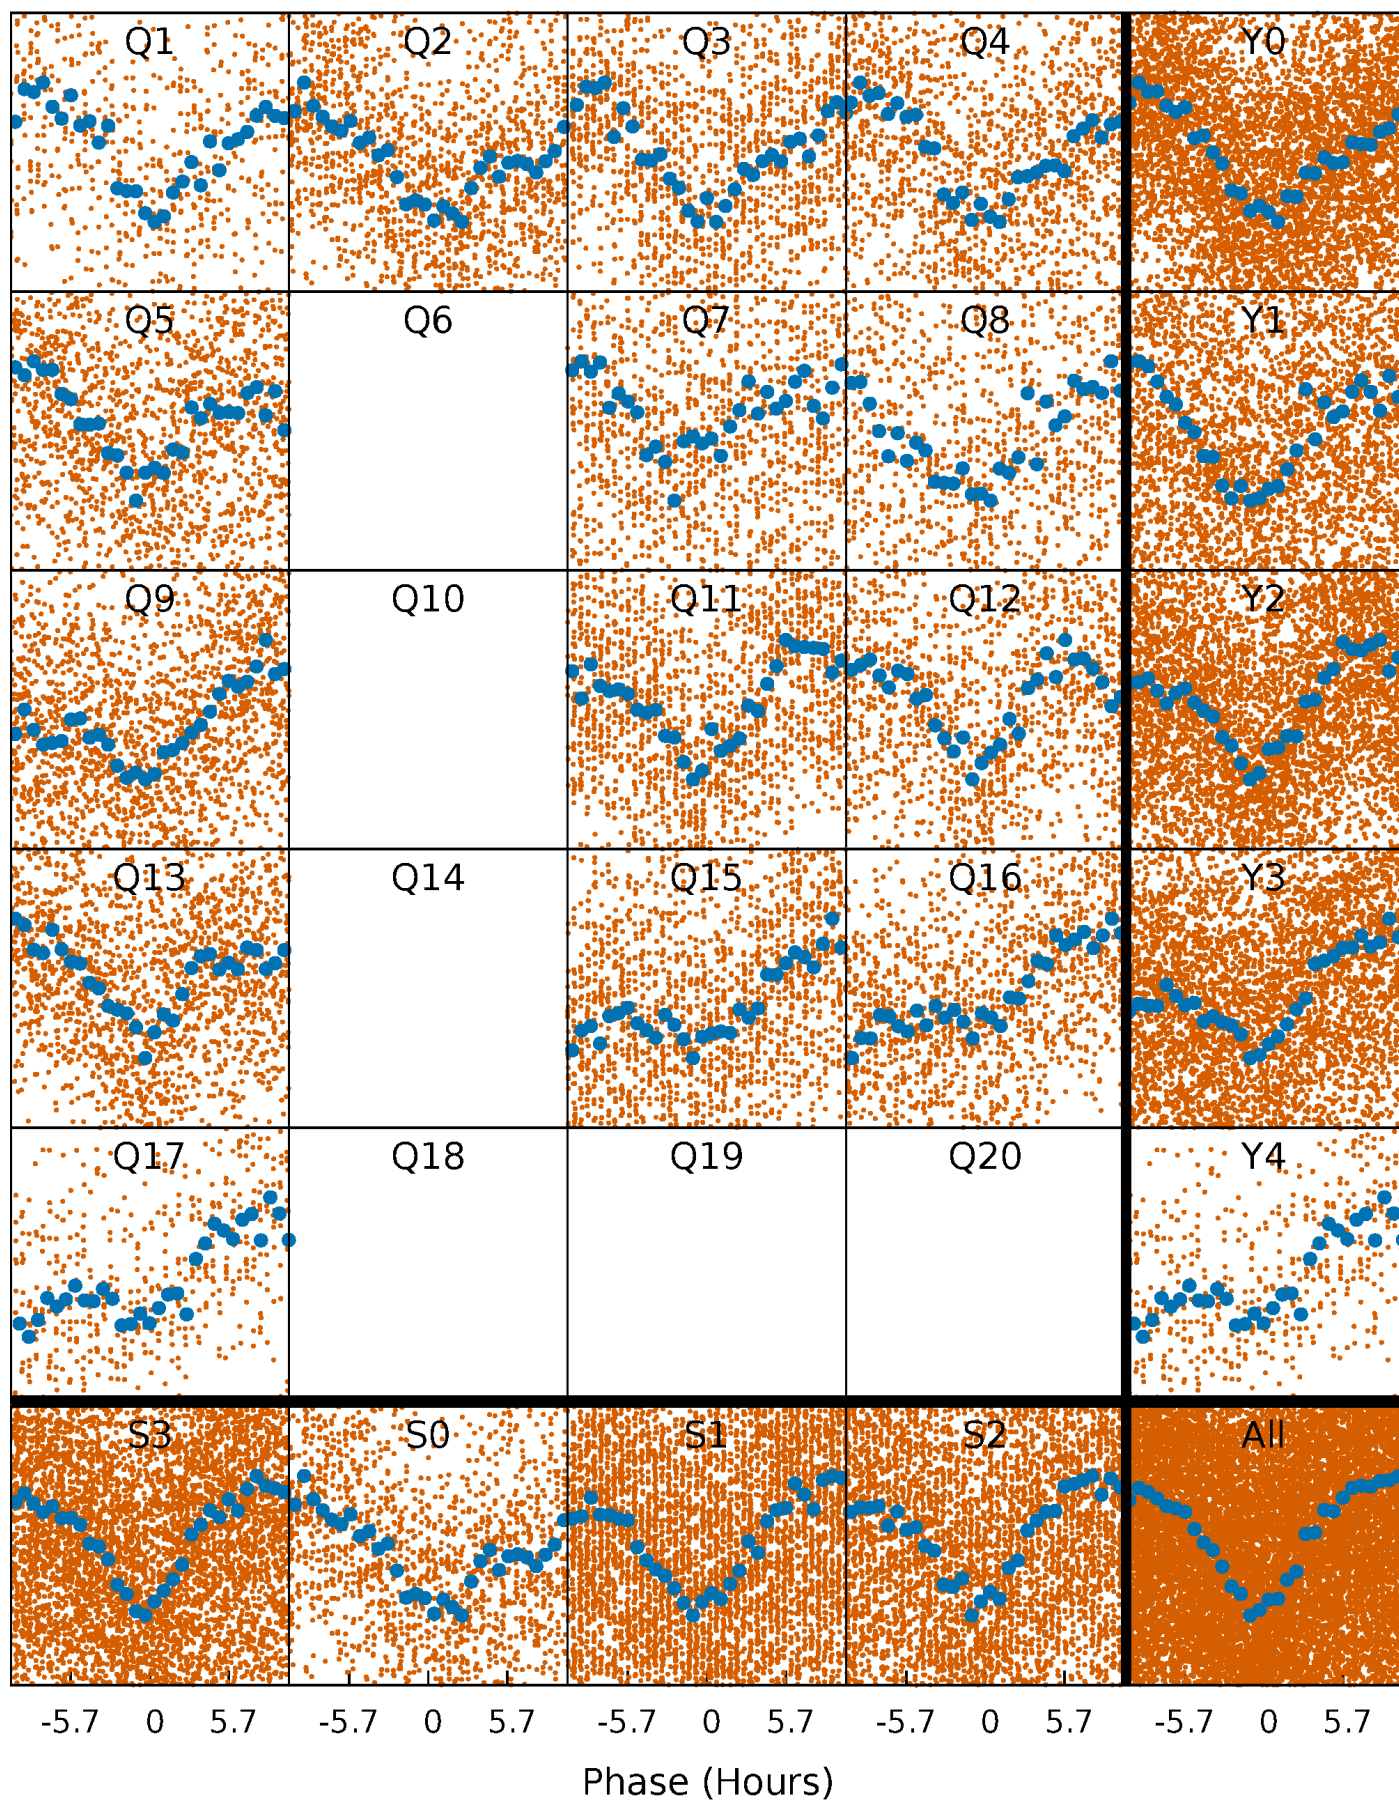 Q1 Q2 Q3 Q4 Y0
Q5 Q6 Q7 Q8 Y1
Q9 Q10 Q11 Q12 Y2
Q13 Q14 Q15 Q16 Y3
Q17 Q18 Q19 Q20 Y4
S3 S0 S1 S2 All
-5.7 0 5.7 -5.7 0 5.7 -5.7 0 5.7 -5.7 0 5.7 -5.7 0 5.7
Phase (Hours)